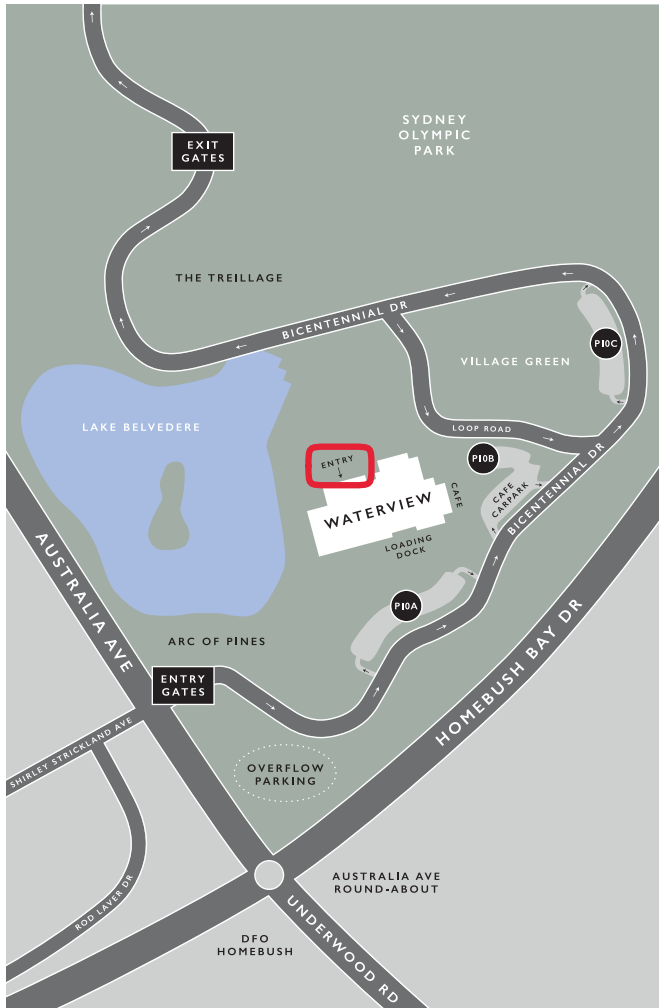 SYDNEY
OLYMPIC
PARK
EXIT
GATES
THE TREILLAGE
BICENTENNIAL DR
P10C
VILLAGE GREEN
LAKE BELVEDERE
LOOP ROAD
ENTRY
P10B
CAFE
CARPARK
BICENTENNIAL DR
WATERVIEW
CAFE
LOADING
DOCK
AUSTRALIA AVE
P10A
ARC OF PINES
HOMEBUSH BAY DR
ENTRY
GATES
SHIRLEY STRICKLAND AVE
OVERFLOW
PARKING
ROD LAVER DR
AUSTRALIA AVE
ROUND-ABOUT
UNDERWOOD RD
DFO
HOMEBUSH